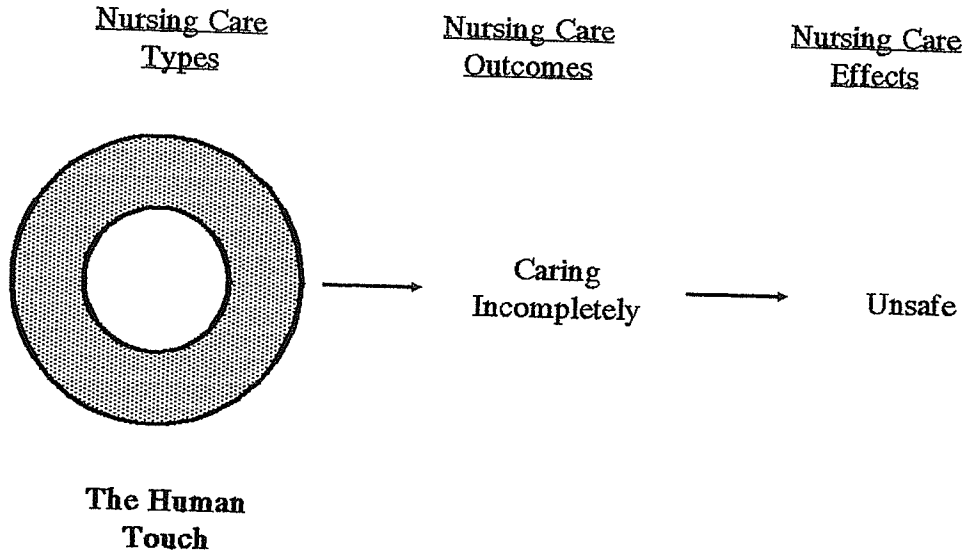 Nursing Care
Types
Nursing Care
Outcomes
Nursing Care
Effects
Caring
Incompletely
Unsafe
The Human
Touch